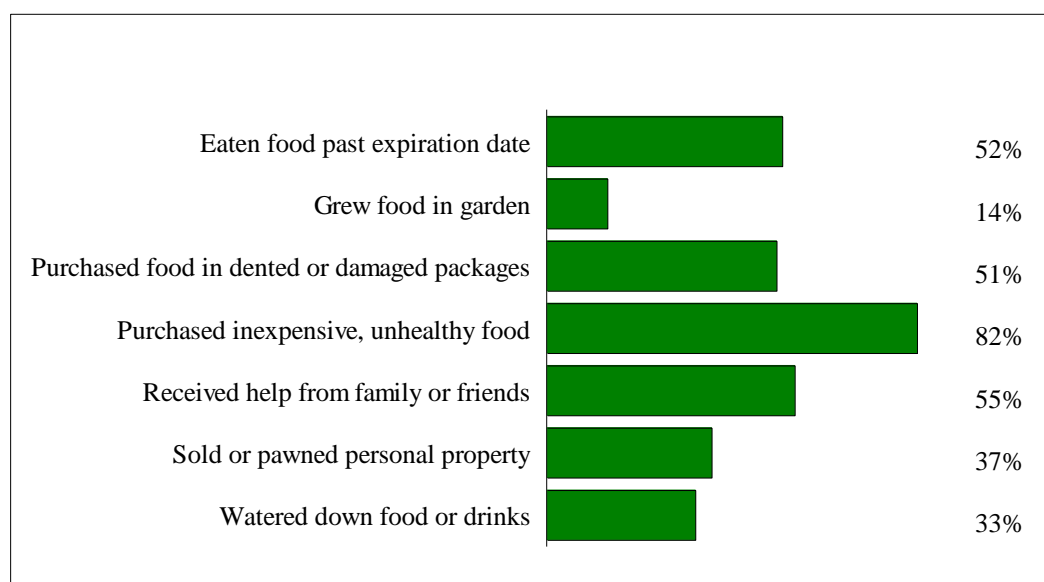 Eaten food past expiration date 52%
Grew food in garden 14%
Purchased food in dented or damaged packages 51%
Purchased inexpensive, unhealthy food 82%
Received help from family or friends 55%
Sold or pawned personal property 37%
Watered down food or drinks 33%